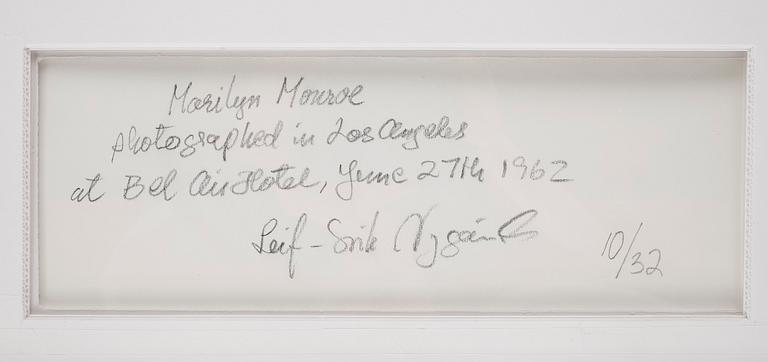 Marilyn Monroe
photographed in Los Angeles
at Bel Air Hotel, June 27th 1962
Leif-Erik Nygårds
10/32